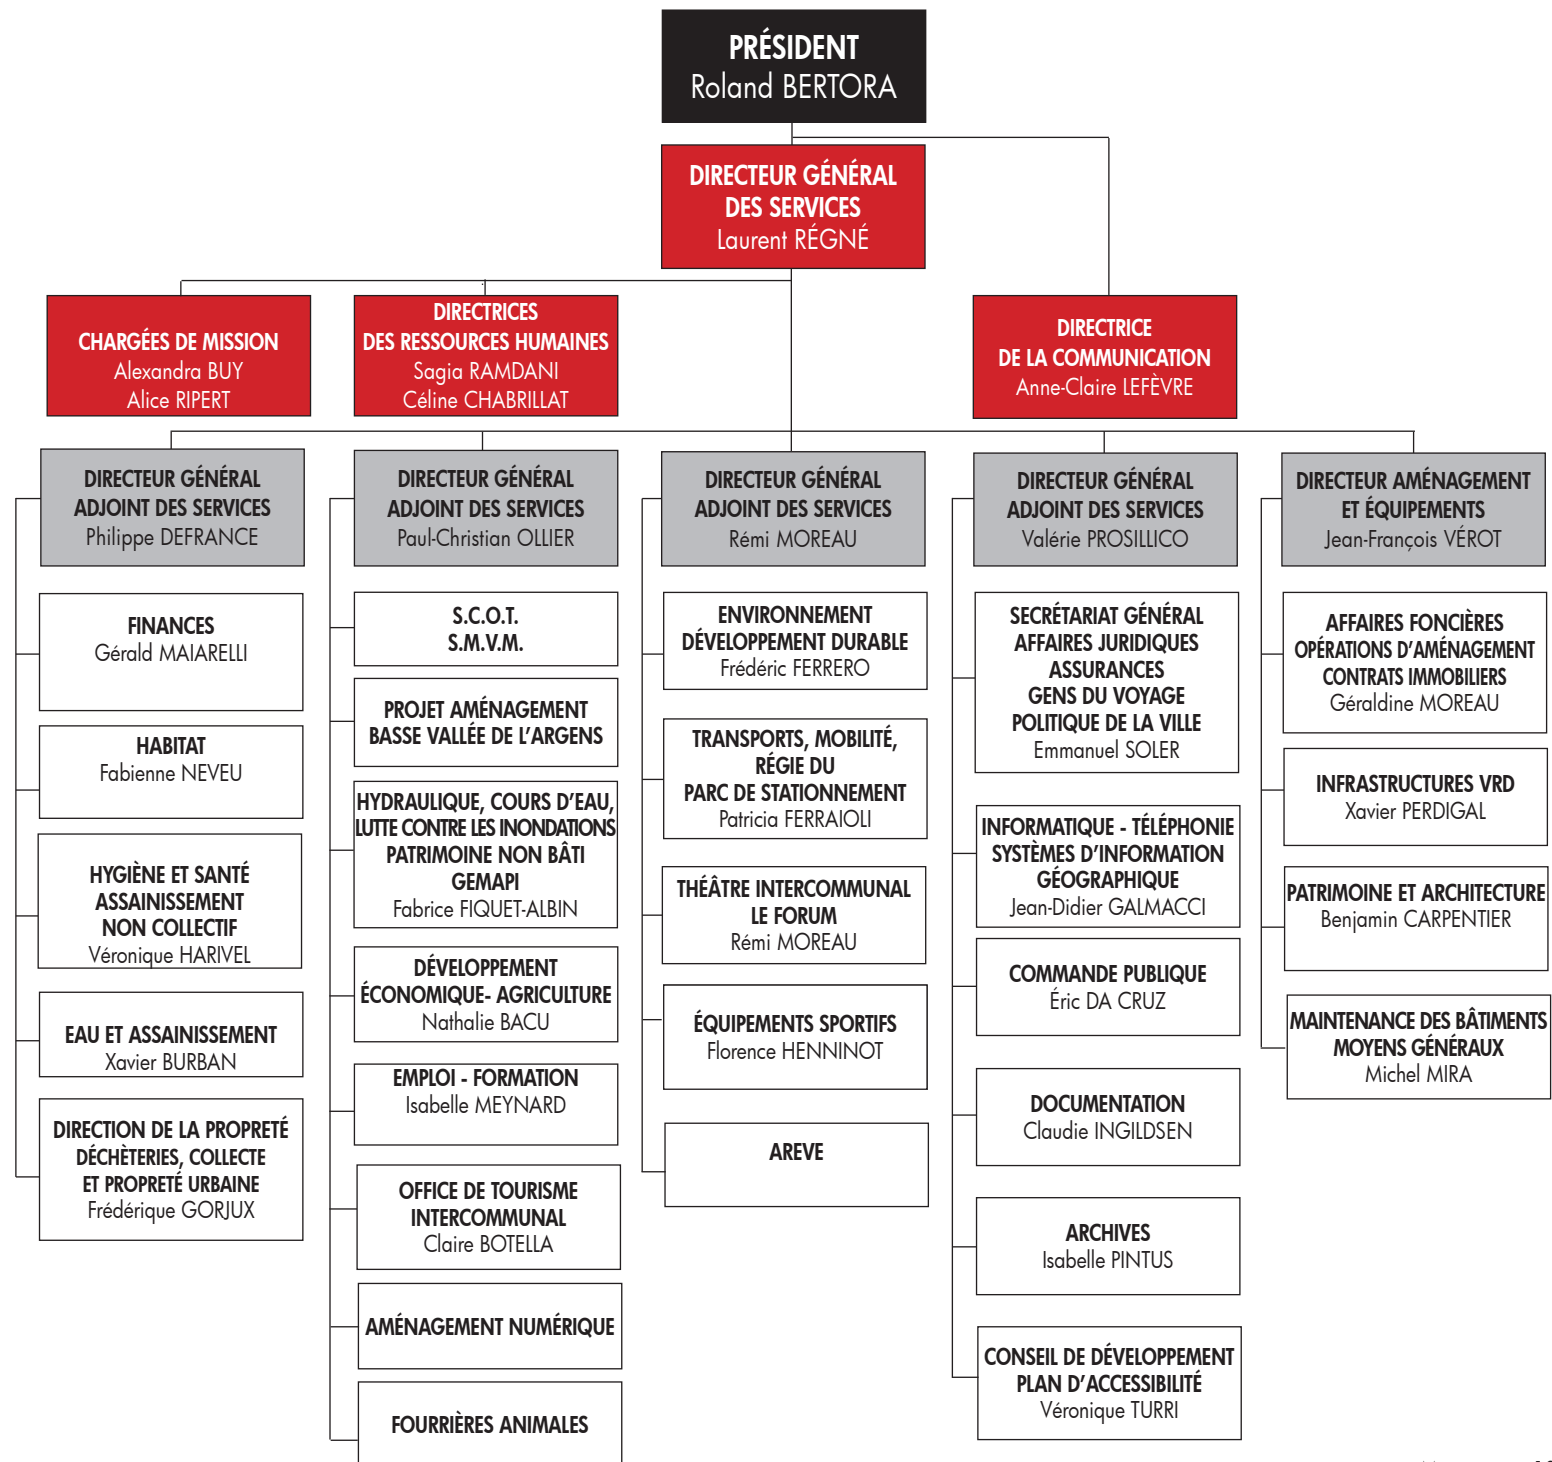 PRÉSIDENT
Roland BERTORA
DIRECTEUR GÉNÉRAL
DES SERVICES
Laurent RÉGNÉ
CHARGÉES DE MISSION
Alexandra BUY
Alice RIPERT
DIRECTRICES
DES RESSOURCES HUMAINES
Sagia RAMDANI
Céline CHABRILLAT
DIRECTRICE
DE LA COMMUNICATION
Anne-Claire LEFÈVRE
DIRECTEUR GÉNÉRAL
ADJOINT DES SERVICES
Philippe DEFRANCE
FINANCES
Gérald MAIARELLI
HABITAT
Fabienne NEVEU
HYGIÈNE ET SANTÉ
ASSAINISSEMENT
NON COLLECTIF
Véronique HARIVEL
EAU ET ASSAINISSEMENT
Xavier BURBAN
DIRECTION DE LA PROPRETÉ
DÉCHÈTERIES, COLLECTE
ET PROPRETÉ URBAINE
Frédérique GORJUX
DIRECTEUR GÉNÉRAL
ADJOINT DES SERVICES
Paul-Christian OLLIER
S.C.O.T.
S.M.V.M.
PROJET AMÉNAGEMENT
BASSE VALLÉE DE L'ARGENS
HYDRAULIQUE, COURS D'EAU,
LUTTE CONTRE LES INONDATIONS
PATRIMOINE NON BÂTI
GEMAPI
Fabrice FIQUET-ALBIN
DÉVELOPPEMENT
ÉCONOMIQUE- AGRICULTURE
Nathalie BACU
EMPLOI - FORMATION
Isabelle MEYNARD
OFFICE DE TOURISME
INTERCOMMUNAL
Claire BOTELLA
AMÉNAGEMENT NUMÉRIQUE
FOURRIÈRES ANIMALES
DIRECTEUR GÉNÉRAL
ADJOINT DES SERVICES
Rémi MOREAU
ENVIRONNEMENT
DÉVELOPPEMENT DURABLE
Frédéric FERRERO
TRANSPORTS, MOBILITÉ,
RÉGIE DU
PARC DE STATIONNEMENT
Patricia FERRAIOLI
THÉÂTRE INTERCOMMUNAL
LE FORUM
Rémi MOREAU
ÉQUIPEMENTS SPORTIFS
Florence HENNINOT
AREVE
DIRECTEUR GÉNÉRAL
ADJOINT DES SERVICES
Valérie PROSILLICO
SECRÉTARIAT GÉNÉRAL
AFFAIRES JURIDIQUES
ASSURANCES
GENS DU VOYAGE
POLITIQUE DE LA VILLE
Emmanuel SOLER
INFORMATIQUE - TÉLÉPHONIE
SYSTÈMES D'INFORMATION
GÉOGRAPHIQUE
Jean-Didier GALMACCI
COMMANDE PUBLIQUE
Éric DA CRUZ
DOCUMENTATION
Claudie INGILDSEN
ARCHIVES
Isabelle PINTUS
CONSEIL DE DÉVELOPPEMENT
PLAN D'ACCESSIBILITÉ
Véronique TURRI
DIRECTEUR AMÉNAGEMENT
ET ÉQUIPEMENTS
Jean-François VÉROT
AFFAIRES FONCIÈRES
OPÉRATIONS D'AMÉNAGEMENT
CONTRATS IMMOBILIERS
Géraldine MOREAU
INFRASTRUCTURES VRD
Xavier PERDIGAL
PATRIMOINE ET ARCHITECTURE
Benjamin CARPENTIER
MAINTENANCE DES BÂTIMENTS
MOYENS GÉNÉRAUX
Michel MIRA